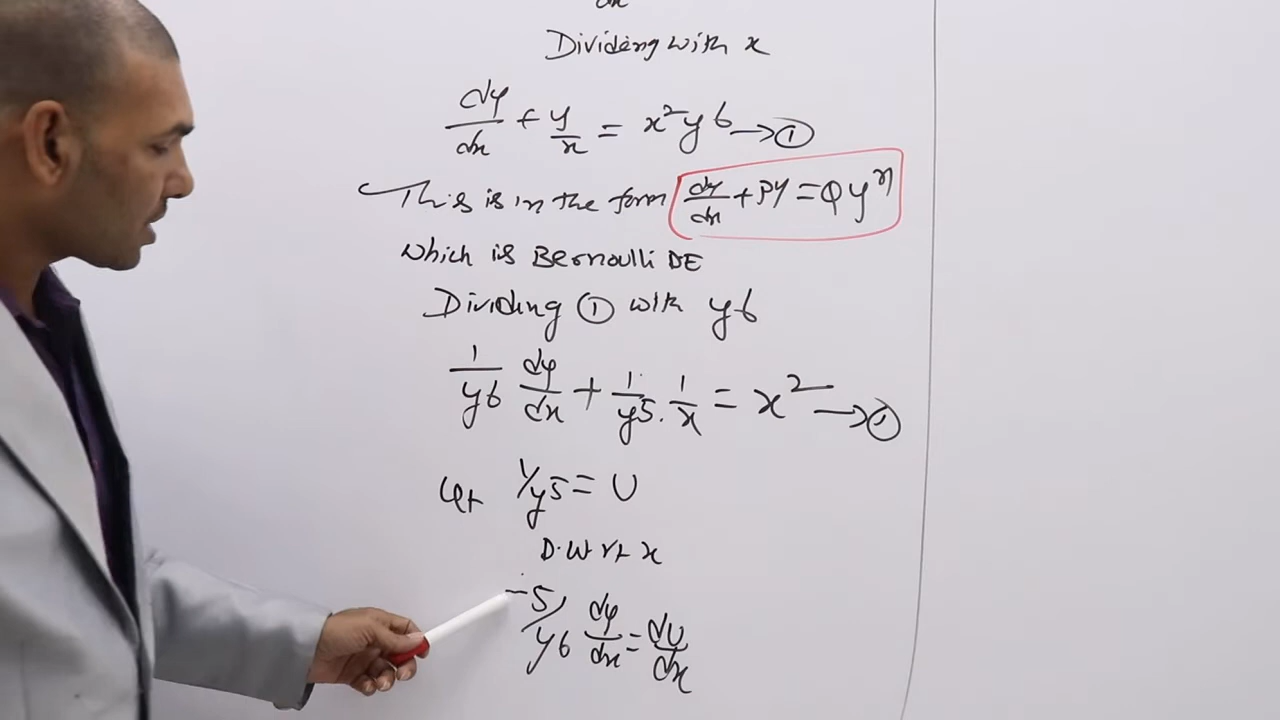 dx
Dividing with x
dy/dx + y/x = x²y6 → ①
This is in the form dy/dx + Py = Qyⁿ
which is Bernoulli DE
Dividing ① with y6
1/y6 dy/dx + 1/y5 . 1/x = x² → ①
Let 1/y5 = U
D.W.r.t x
-5/y6 dy/dx = dU/dx